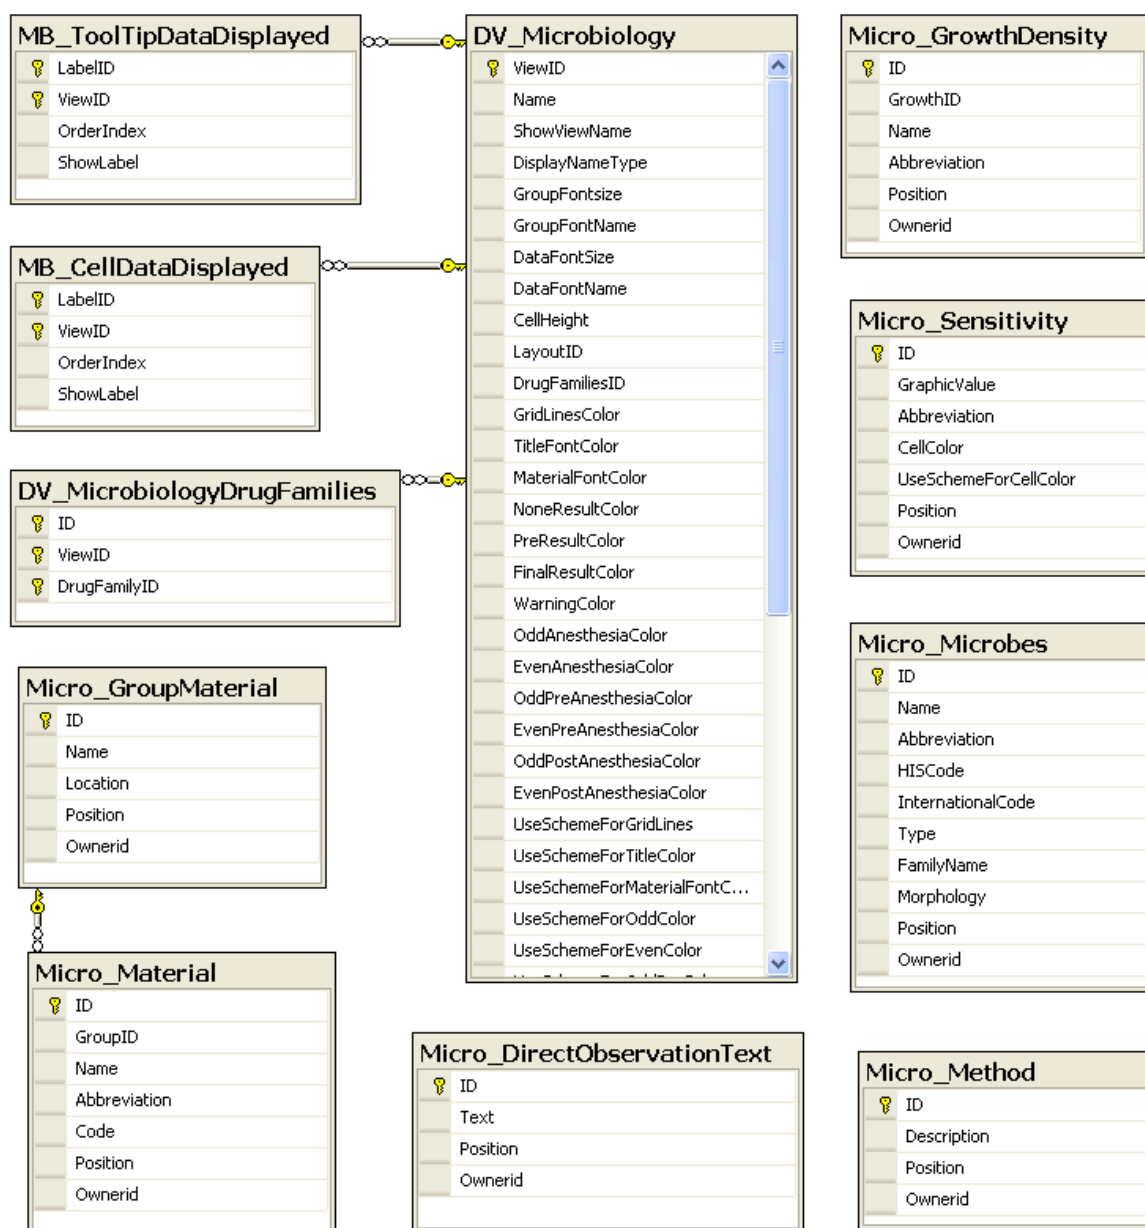 MB_ToolTipDataDisplayed
LabelID
ViewID
OrderIndex
ShowLabel
MB_CellDataDisplayed
LabelID
ViewID
OrderIndex
ShowLabel
DV_MicrobiologyDrugFamilies
ID
ViewID
DrugFamilyID
Micro_GroupMaterial
ID
Name
Location
Position
Ownerid
Micro_Material
ID
GroupID
Name
Abbreviation
Code
Position
Ownerid
DV_Microbiology
ViewID
Name
ShowViewName
DisplayNameType
GroupFontsize
GroupFontName
DataFontSize
DataFontName
CellHeight
LayoutID
DrugFamiliesID
GridLinesColor
TitleFontColor
MaterialFontColor
NoneResultColor
PreResultColor
FinalResultColor
WarningColor
OddAnesthesiaColor
EvenAnesthesiaColor
OddPreAnesthesiaColor
EvenPreAnesthesiaColor
OddPostAnesthesiaColor
EvenPostAnesthesiaColor
UseSchemeForGridLines
UseSchemeForTitleColor
UseSchemeForMaterialFontC...
UseSchemeForOddColor
UseSchemeForEvenColor
Micro_DirectObservationText
ID
Text
Position
Ownerid
Micro_GrowthDensity
ID
GrowthID
Name
Abbreviation
Position
Ownerid
Micro_Sensitivity
ID
GraphicValue
Abbreviation
CellColor
UseSchemeForCellColor
Position
Ownerid
Micro_Microbes
ID
Name
Abbreviation
HISCode
InternationalCode
Type
FamilyName
Morphology
Position
Ownerid
Micro_Method
ID
Description
Position
Ownerid